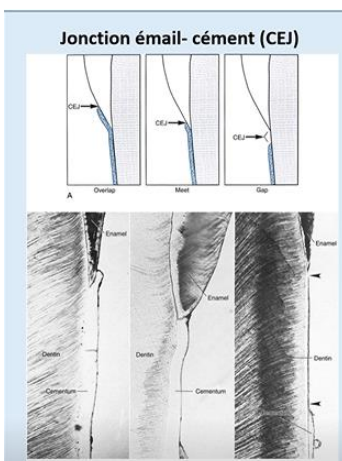 Jonction émail- cément (CEJ)
CEJ
CEJ
CEJ
A
Overlap
Meet
Gap
Enamel
Enamel
Enamel
Dentin
Dentin
Dentin
Cementum
Cementum